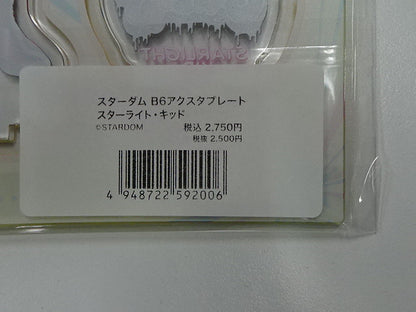 STARLIGHT
スターダム B6アクスタプレート
スターライト・キッド
©STARDOM 税込 2,750円
税抜 2,500円
4 948722 592006